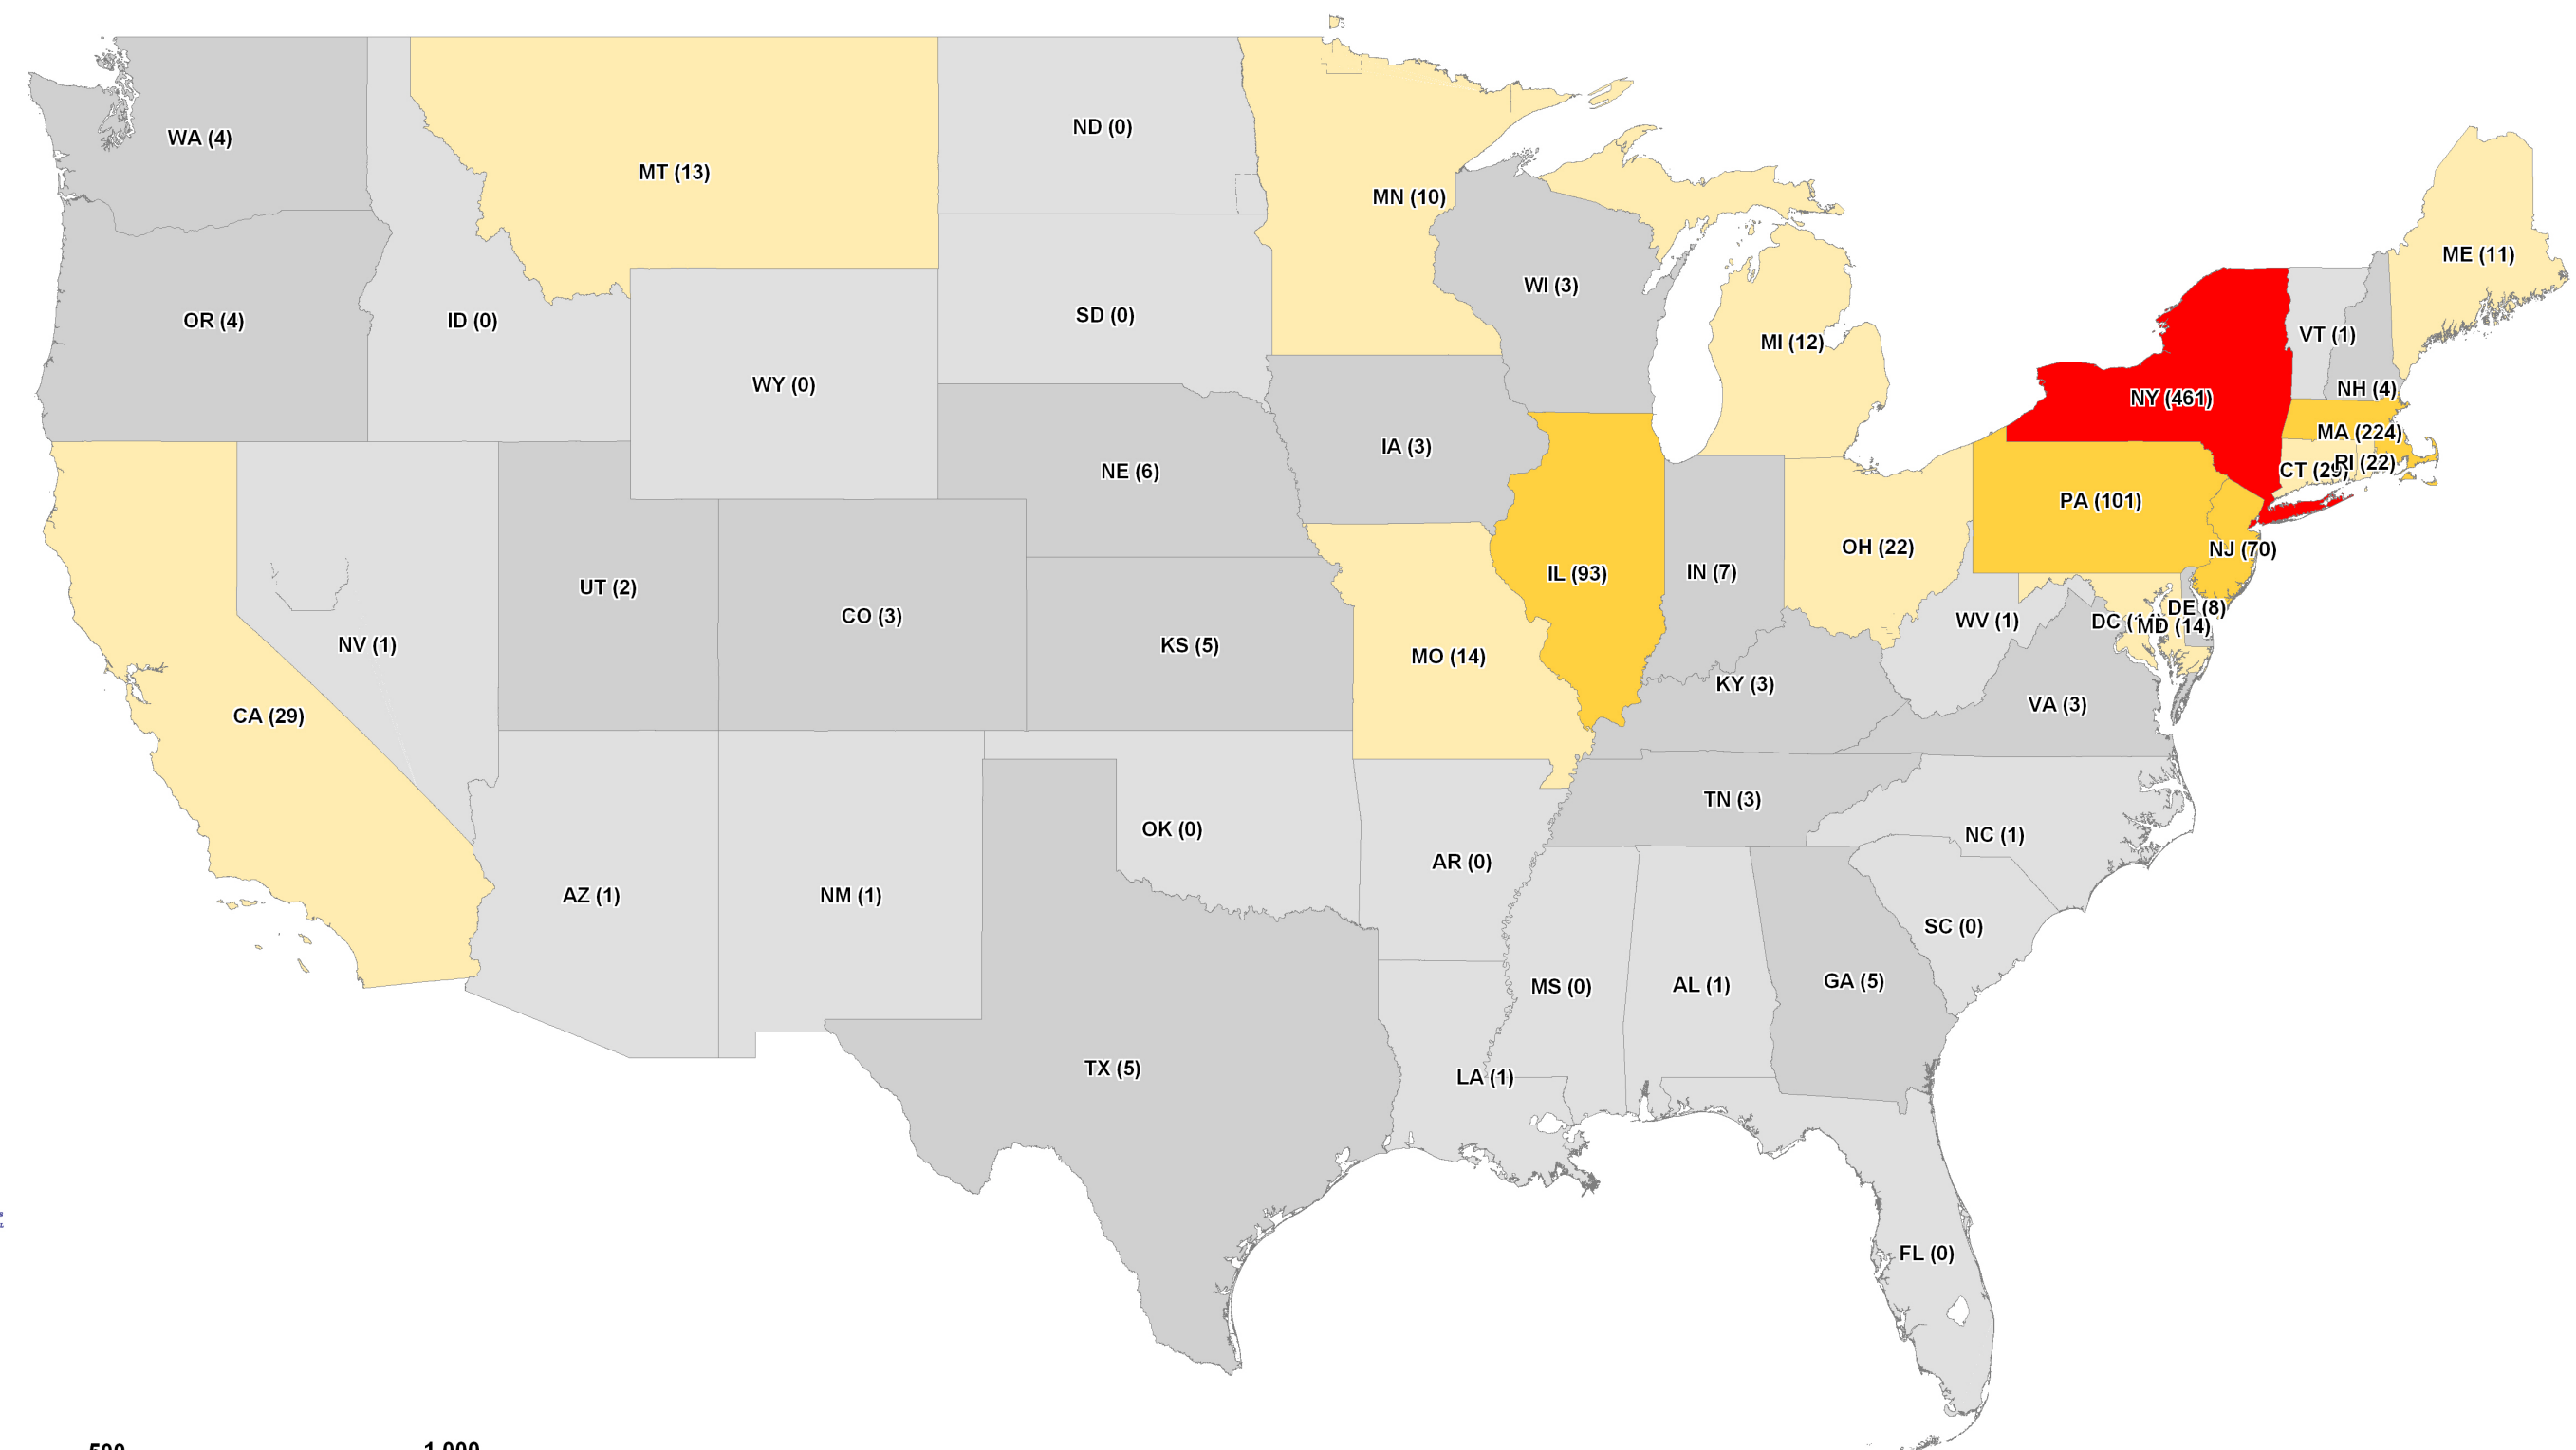 WA (4)
MT (13)
ND (0)
MN (10)
ME (11)
OR (4)
ID (0)
SD (0)
WI (3)
MI (12)
VT (1)
WY (0)
NH (4)
NY (461)
MA (224)
IA (3)
NE (6)
CT (29)
RI (22)
PA (101)
OH (22)
NJ (70)
IL (93)
IN (7)
UT (2)
CO (3)
DE (8)
WV (1)
DC
MD (14)
NV (1)
KS (5)
MO (14)
KY (3)
VA (3)
CA (29)
TN (3)
OK (0)
NC (1)
AR (0)
AZ (1)
NM (1)
SC (0)
MS (0)
AL (1)
GA (5)
TX (5)
LA (1)
FL (0)
500
1,000